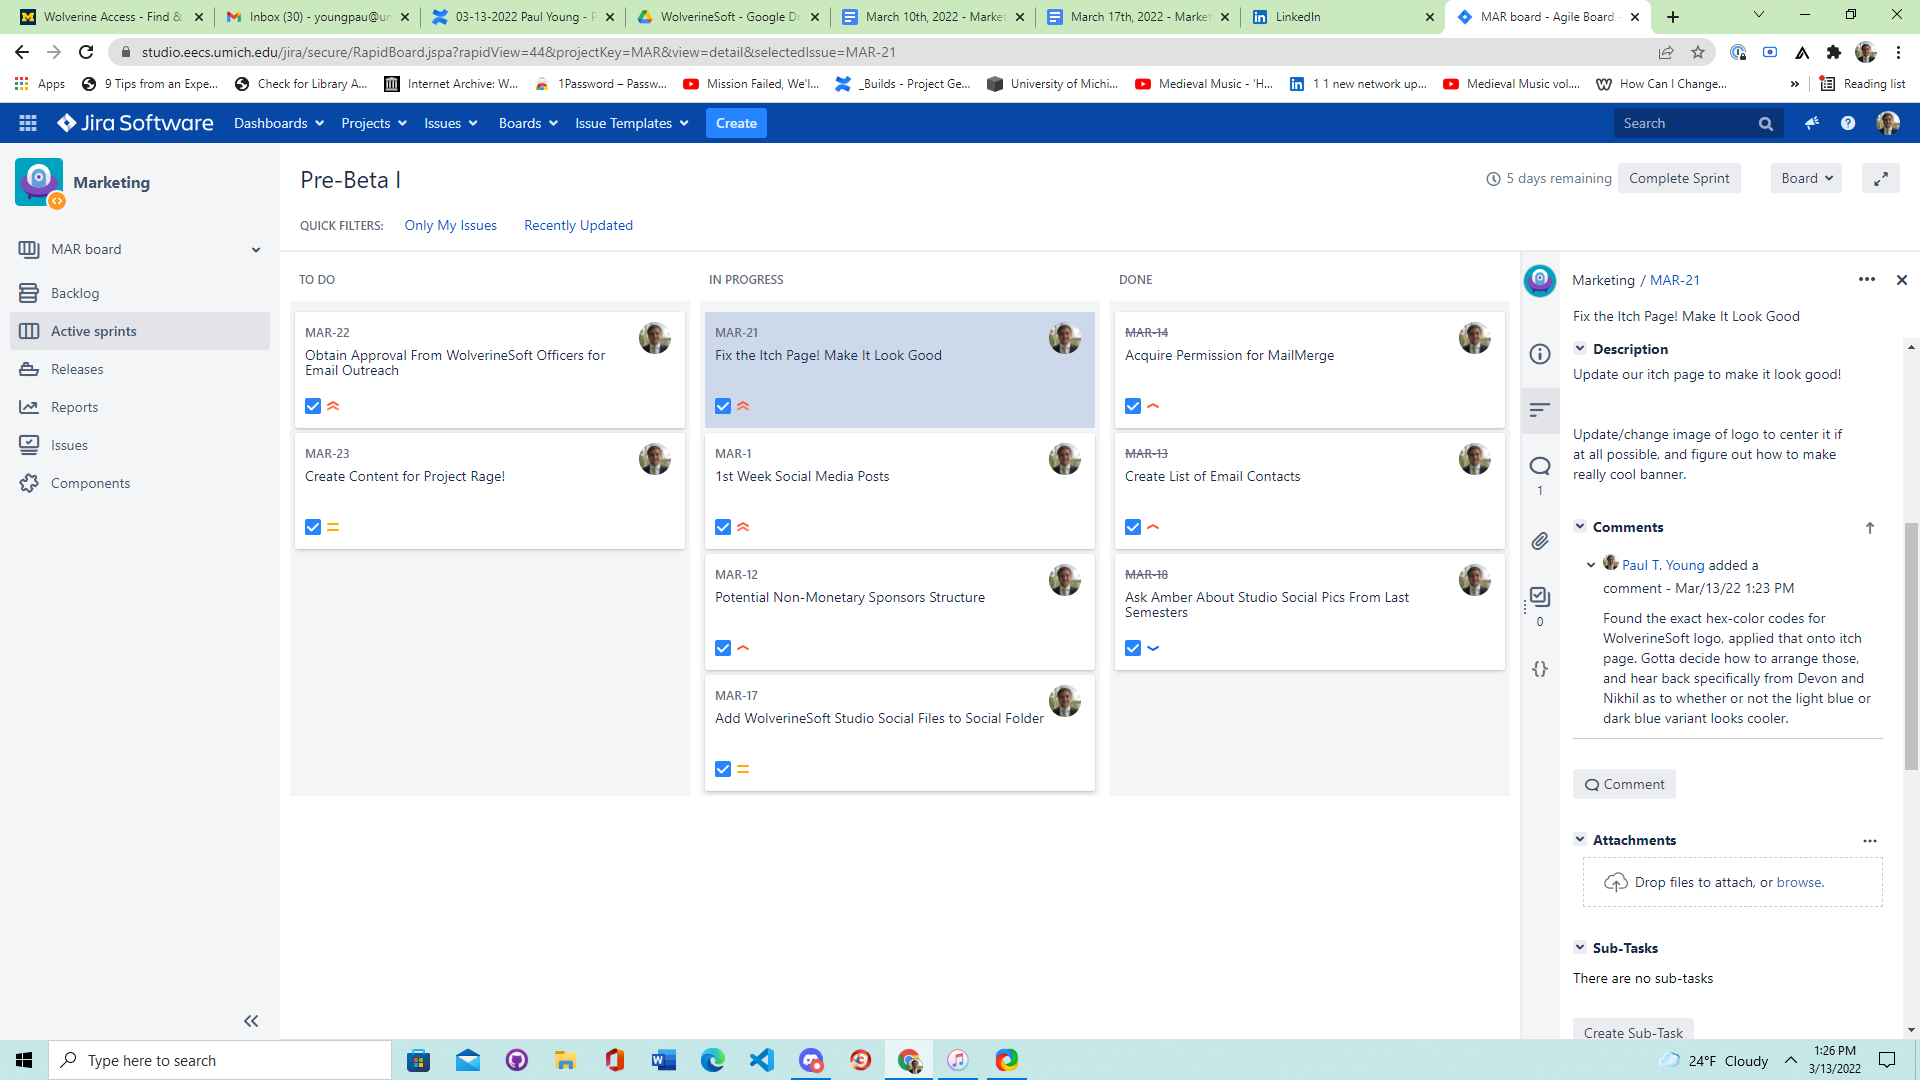 Wolverine Access - Find &
Inbox (30) - youngpau@un
03-13-2022 Paul Young - P
WolverineSoft - Google Dr
March 10th, 2022 - Market
March 17th, 2022 - Market
LinkedIn
MAR board - Agile Board -
studio.eecs.umich.edu/jira/secure/RapidBoard.jspa?rapidView=44&projectKey=MAR&view=detail&selectedIssue=MAR-21
Apps
9 Tips from an Expe...
Check for Library A...
Internet Archive: W...
1Password – Passw...
Mission Failed, We'l...
_Builds - Project Ge...
University of Michi...
Medieval Music - 'H...
1 1 new network up...
Medieval Music vol....
How Can I Change...
»
Reading list
Jira Software
Dashboards
Projects
Issues
Boards
Issue Templates
Create
Search
Marketing
MAR board
Backlog
Active sprints
Releases
Reports
Issues
Components
Pre-Beta I
5 days remaining
Complete Sprint
Board
QUICK FILTERS:
Only My Issues
Recently Updated
TO DO
MAR-22
Obtain Approval From WolverineSoft Officers for
Email Outreach
MAR-23
Create Content for Project Rage!
IN PROGRESS
MAR-21
Fix the Itch Page! Make It Look Good
MAR-1
1st Week Social Media Posts
MAR-12
Potential Non-Monetary Sponsors Structure
MAR-17
Add WolverineSoft Studio Social Files to Social Folder
DONE
MAR-14
Acquire Permission for MailMerge
MAR-13
Create List of Email Contacts
MAR-18
Ask Amber About Studio Social Pics From Last
Semesters
1
0
{}
Marketing / MAR-21
Fix the Itch Page! Make It Look Good
Description
Update our itch page to make it look good!
Update/change image of logo to center it if
at all possible, and figure out how to make
really cool banner.
Comments
Paul T. Young added a
comment - Mar/13/22 1:23 PM
Found the exact hex-color codes for
WolverineSoft logo, applied that onto itch
page. Gotta decide how to arrange those,
and hear back specifically from Devon and
Nikhil as to whether or not the light blue or
dark blue variant looks cooler.
Comment
Attachments
Drop files to attach, or browse.
Sub-Tasks
There are no sub-tasks
Create Sub-Task
Type here to search
24°F Cloudy
1:26 PM
3/13/2022